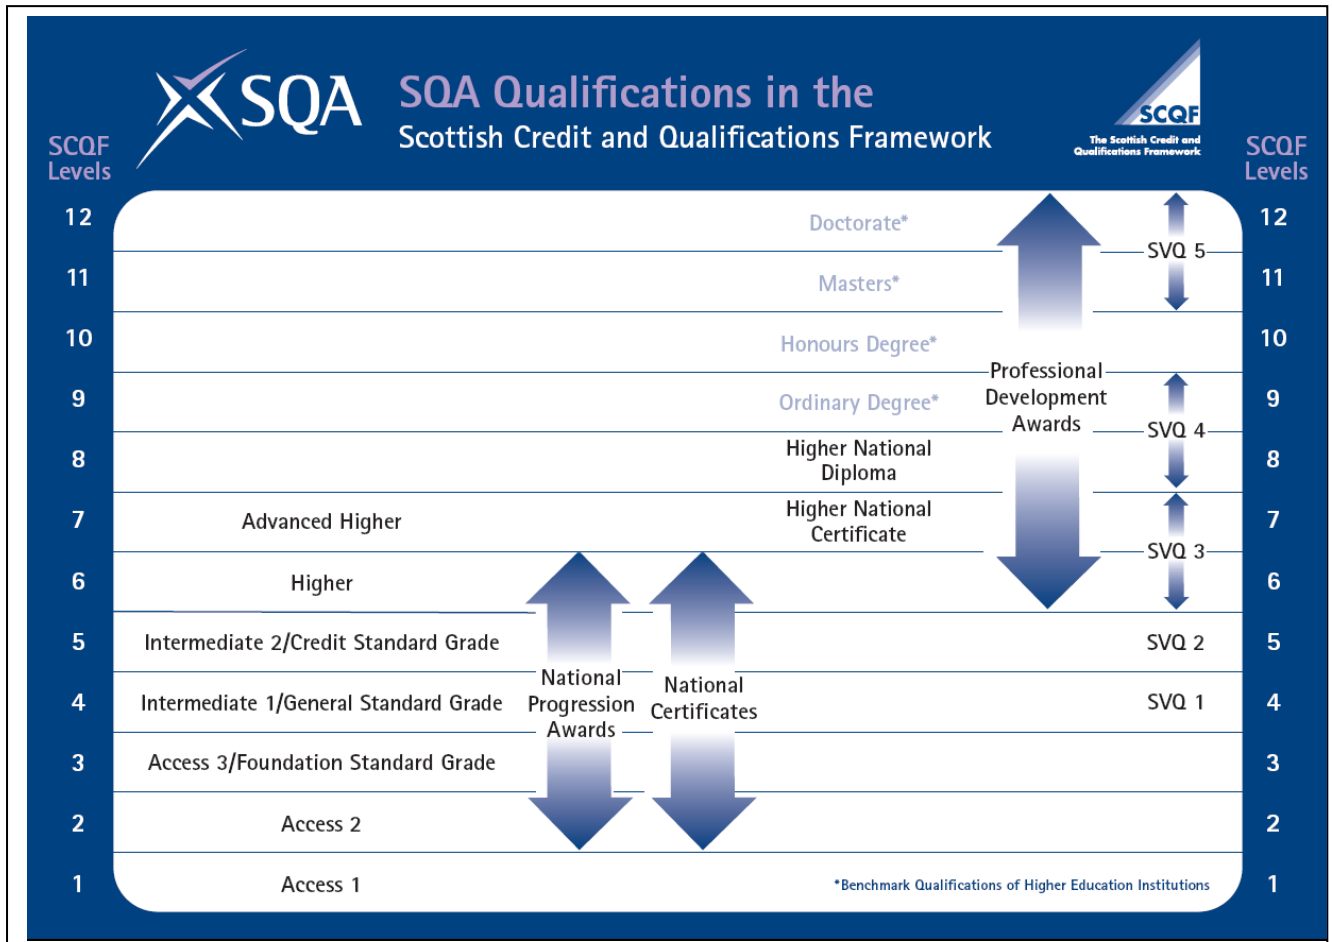 SQA
SQA Qualifications in the
Scottish Credit and Qualifications Framework
SCQF
The Scottish Credit and
Qualifications Framework
SCQF
Levels
SCQF
Levels
12 Doctorate* 12
SVQ 5
11 Masters* 11
10 Honours Degree* 10
Professional
Development
Awards
9 Ordinary Degree* 9
SVQ 4
8 Higher National
Diploma 8
7 Advanced Higher Higher National
Certificate 7
SVQ 3
6 Higher 6
5 Intermediate 2/Credit Standard Grade SVQ 2 5
National
Progression
Awards
National
Certificates
4 Intermediate 1/General Standard Grade SVQ 1 4
3 Access 3/Foundation Standard Grade 3
2 Access 2 2
1 Access 1 *Benchmark Qualifications of Higher Education Institutions 1